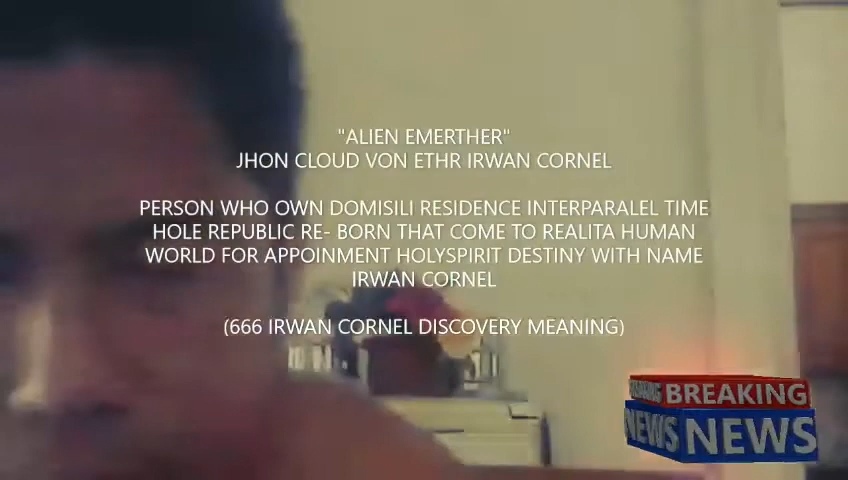 "ALIEN EMERTHER"
JHON CLOUD VON ETHR IRWAN CORNEL
PERSON WHO OWN DOMISILI RESIDENCE INTERPARALEL TIME
HOLE REPUBLIC RE- BORN THAT COME TO REALITA HUMAN
WORLD FOR APPOINMENT HOLYSPIRIT DESTINY WITH NAME
IRWAN CORNEL
(666 IRWAN CORNEL DISCOVERY MEANING)
BREAKING
NEWS NEWS